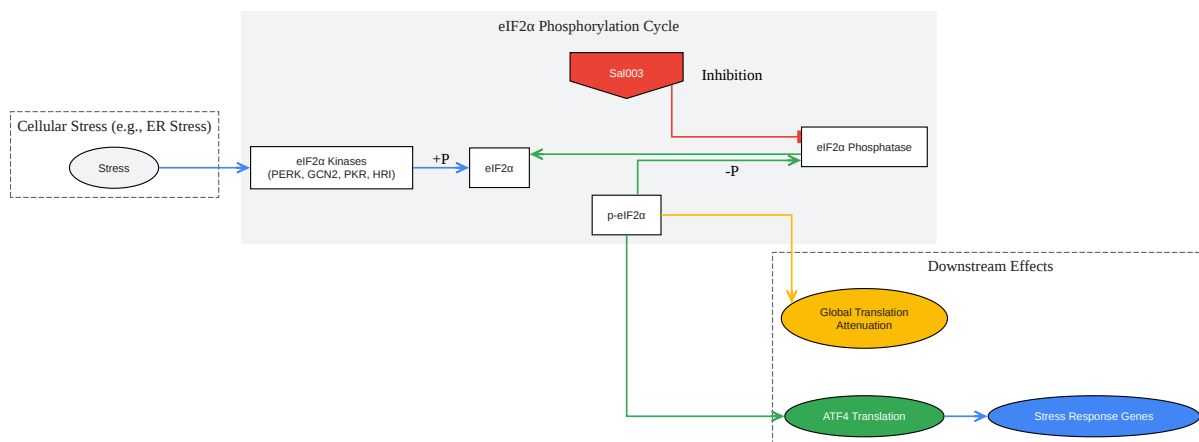 eIF2α Phosphorylation Cycle
Sal003
Inhibition
Cellular Stress (e.g., ER Stress)
Stress
eIF2α Kinases
(PERK, GCN2, PKR, HRI)
+P
eIF2α
eIF2α Phosphatase
-P
p-eIF2α
Downstream Effects
Global Translation
Attenuation
ATF4 Translation
Stress Response Genes